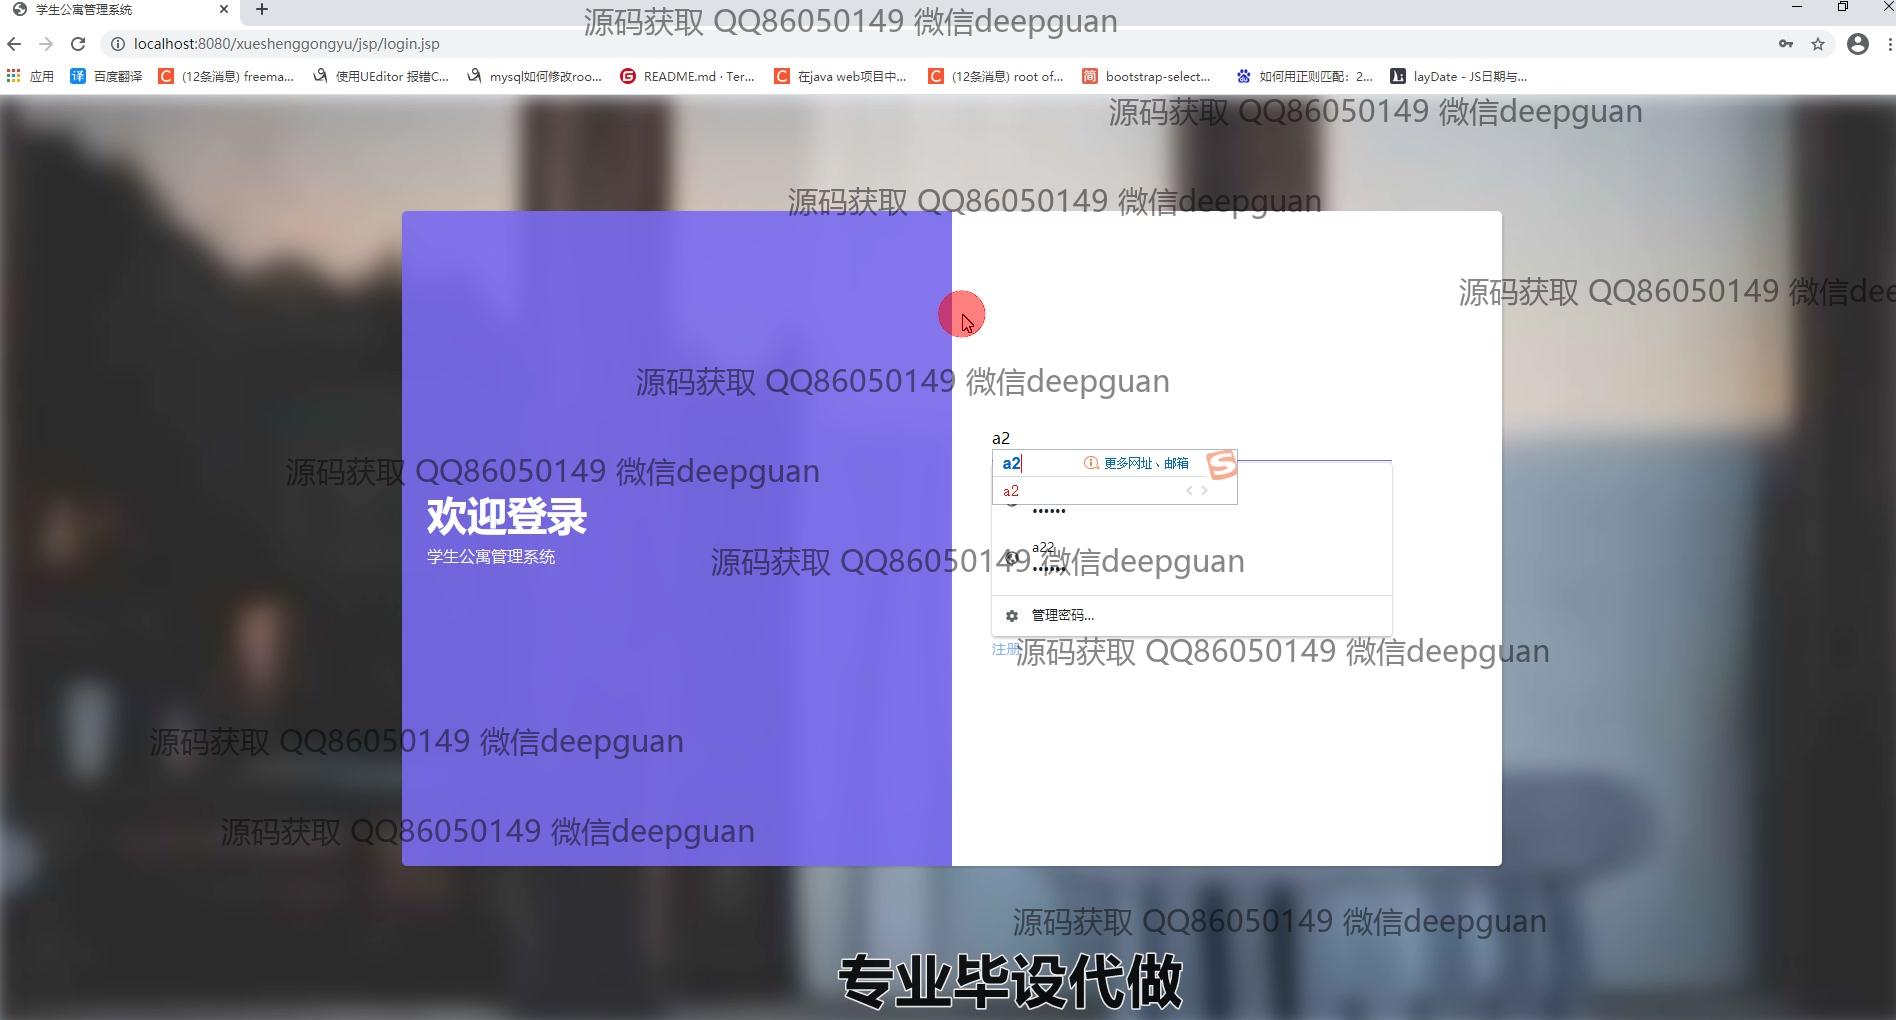 学生公寓管理系统
源码获取 QQ86050149 微信deepguan
localhost:8080/xueshenggongyu/jsp/login.jsp
应用
百度翻译
(12条消息) freema...
使用UEditor 报错C...
mysql如何修改roo...
README.md · Ter...
在java web项目中...
(12条消息) root of...
bootstrap-select...
如何用正则匹配：2...
layDate - JS日期与...
源码获取 QQ86050149 微信deepguan
源码获取 QQ86050149 微信deepguan
源码获取 QQ86050149 微信dee
源码获取 QQ86050149 微信deepguan
a2
a2
更多网址、邮箱
源码获取 QQ86050149 微信deepguan
a2
欢迎登录
••••••
学生公寓管理系统
a22
源码获取 QQ86050149 微信deepguan
••••••
管理密码...
注册
源码获取 QQ86050149 微信deepguan
源码获取 QQ86050149 微信deepguan
源码获取 QQ86050149 微信deepguan
源码获取 QQ86050149 微信deepguan
专业毕设代做